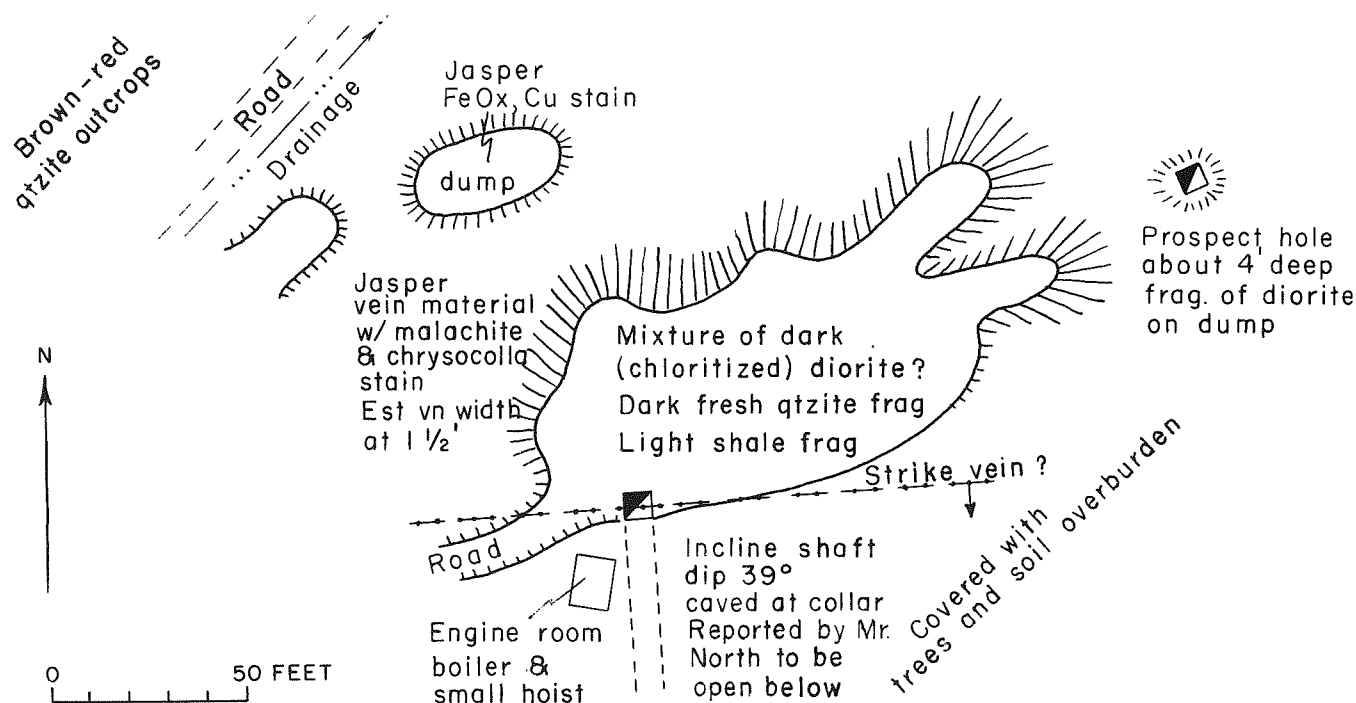 Brown-red
qtzite outcrops
Road
Drainage
Jasper
FeOx, Cu stain
dump
Prospect hole
about 4' deep
frag. of diorite
on dump
Jasper
vein material
w/ malachite
& chrysocolla
stain
Est vn width
at 1 1/2'
Mixture of dark
(chloritized) diorite?
Dark fresh qtzite frag
Light shale frag
N
Strike vein ?
Covered with
trees and soil overburden
Road
Incline shaft
dip 39°
caved at collar
Reported by Mr.
North to be
open below
Engine room
boiler &
small hoist
0 50 FEET